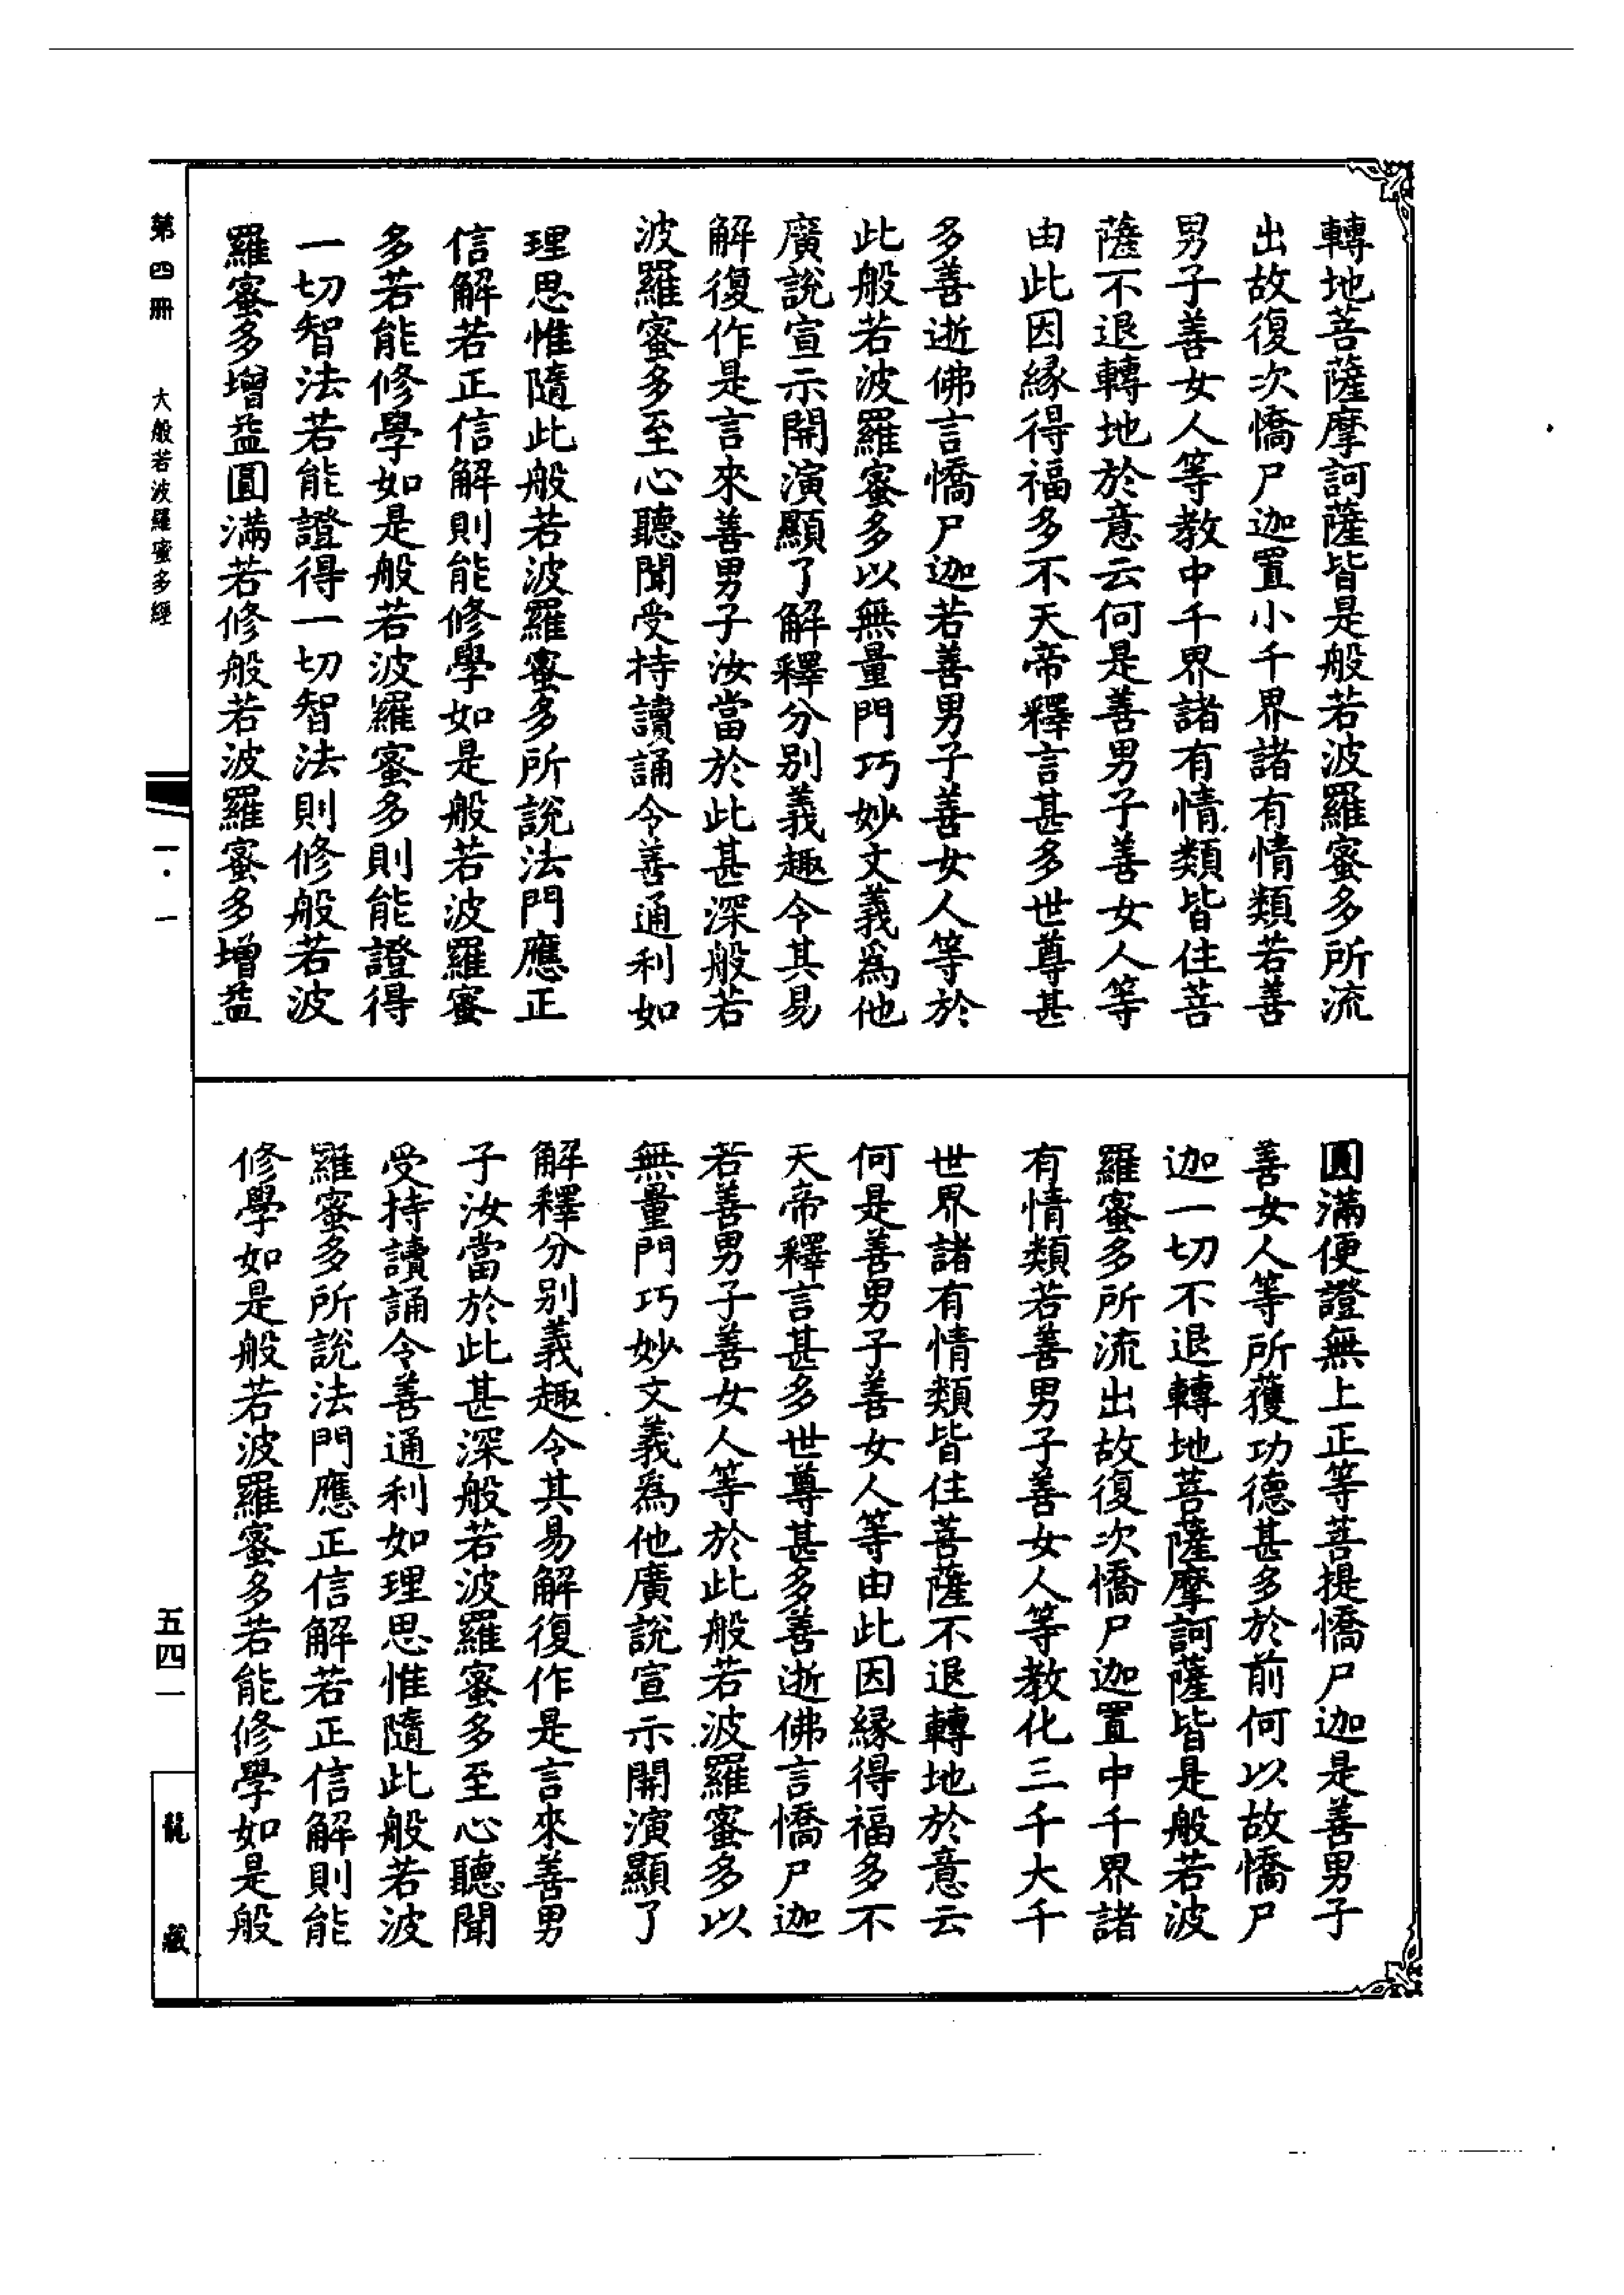 轉地菩薩摩訶薩皆是般若波羅蜜多所流
出故復次憍尸迦置小千界諸有情類若善
男子善女人等教中千界諸有情類皆住菩
薩不退轉地於意云何是善男子善女人等
由此因緣得福多不天帝釋言甚多世尊甚
多善逝佛言憍尸迦若善男子善女人等於
此般若波羅蜜多以無量門巧妙文義爲他
廣說宣示開演顯了解釋分别義趣令其易
解復作是言來善男子汝當於此甚深般若
波羅蜜多至心聽聞受持讀誦令善通利如
理思惟隨此般若波羅蜜多所說法門應正
信解若正信解則能修學如是般若波羅蜜
多若能修學如是般若波羅蜜多則能證得
一切智法若能證得一切智法則修般若波
羅蜜多增益圓滿若修般若波羅蜜多增益
圓滿便證無上正等菩提憍尸迦是善男子
善女人等所獲功德甚多於前何以故憍尸
迦一切不退轉地菩薩摩訶薩皆是般若波
羅蜜多所流出故復次憍尸迦置中千界諸
有情類若善男子善女人等教化三千大千
世界諸有情類皆住菩薩不退轉地於意云
何是善男子善女人等由此因緣得福多不
天帝釋言甚多世尊甚多善逝佛言憍尸迦
若善男子善女人等於此般若波羅蜜多以
無量門巧妙文義爲他廣說宣示開演顯了
解釋分别義趣令其易解復作是言來善男
子汝當於此甚深般若波羅蜜多至心聽聞
受持讀誦令善通利如理思惟隨此般若波
羅蜜多所說法門應正信解若正信解則能
修學如是般若波羅蜜多若能修學如是般
第四冊 大般若波羅蜜多經
一·一
五四一
龍藏